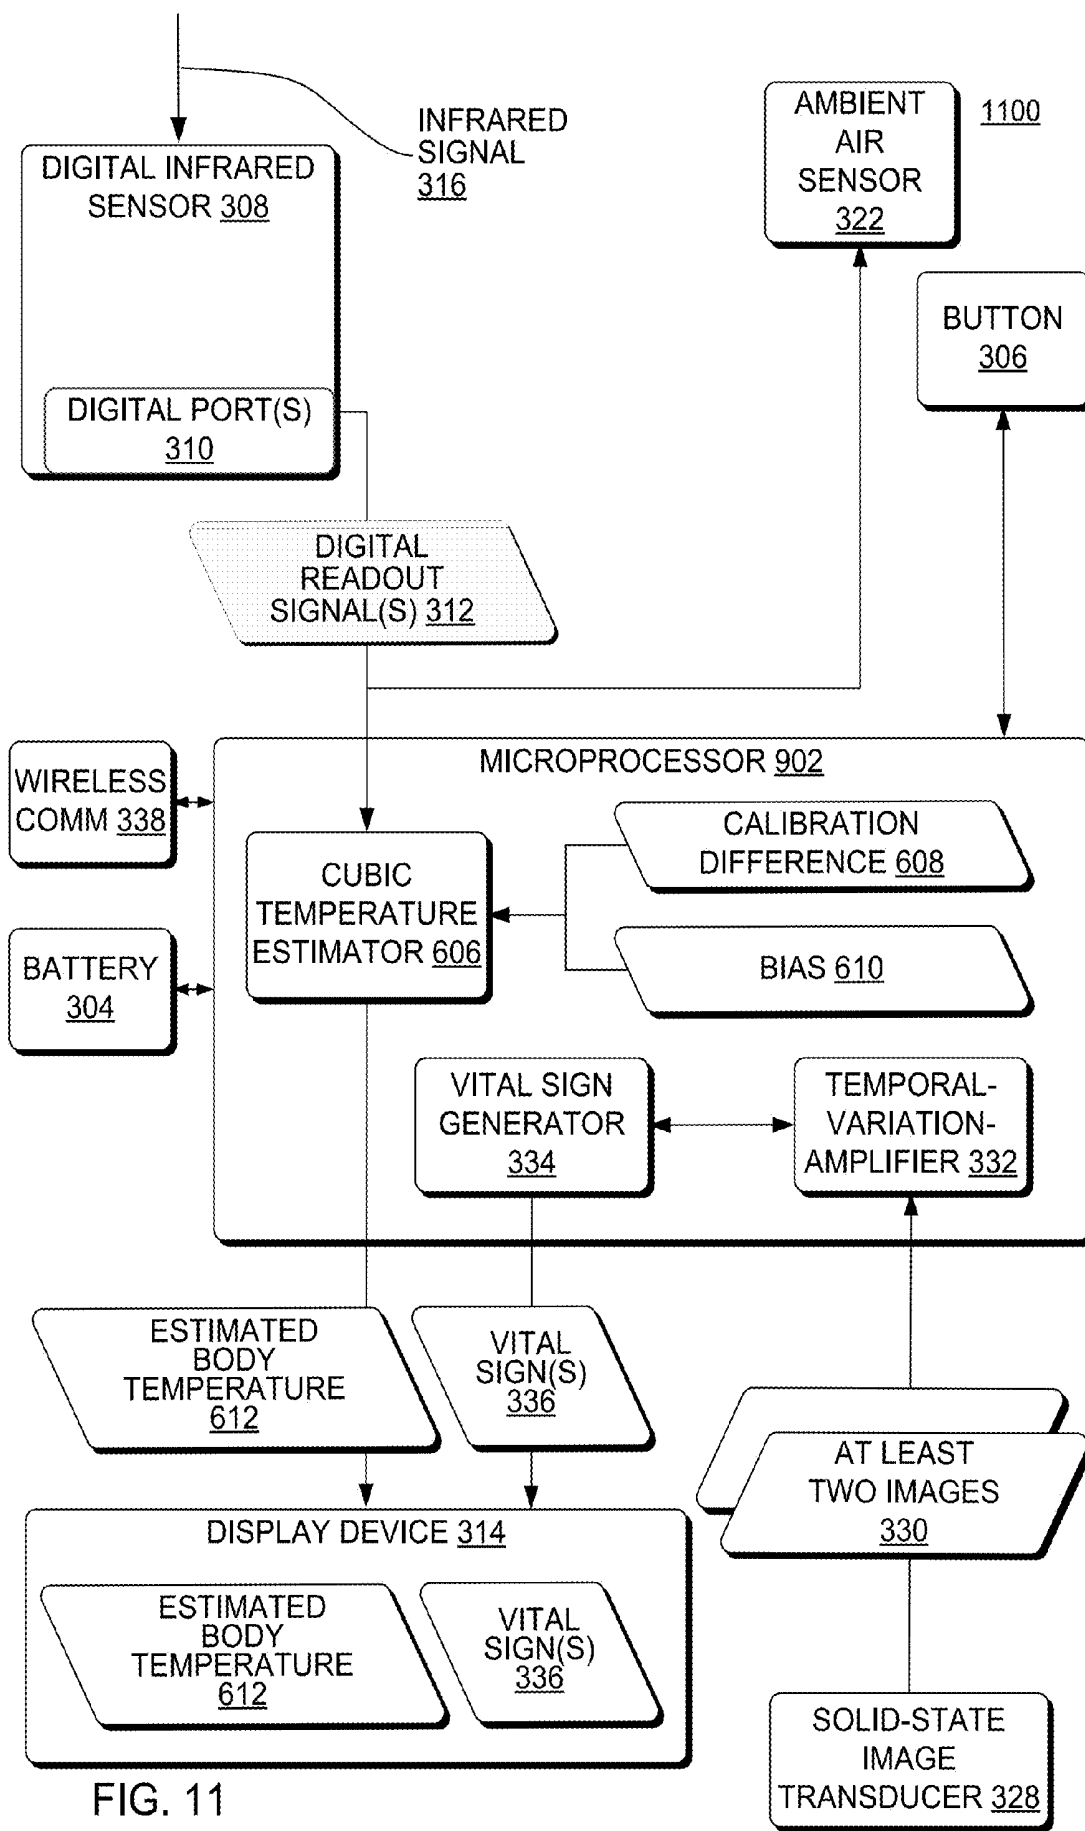 INFRARED
SIGNAL
316
AMBIENT
AIR
SENSOR
322
1100
DIGITAL INFRARED
SENSOR 308
BUTTON
306
DIGITAL PORT(S)
310
DIGITAL
READOUT
SIGNAL(S) 312
MICROPROCESSOR 902
WIRELESS
COMM 338
CALIBRATION
DIFFERENCE 608
CUBIC
TEMPERATURE
ESTIMATOR 606
BATTERY
304
BIAS 610
VITAL SIGN
GENERATOR
334
TEMPORAL-
VARIATION-
AMPLIFIER 332
ESTIMATED
BODY
TEMPERATURE
612
VITAL
SIGN(S)
336
AT LEAST
TWO IMAGES
330
DISPLAY DEVICE 314
ESTIMATED
BODY
TEMPERATURE
612
VITAL
SIGN(S)
336
SOLID-STATE
IMAGE
TRANSDUCER 328
FIG. 11